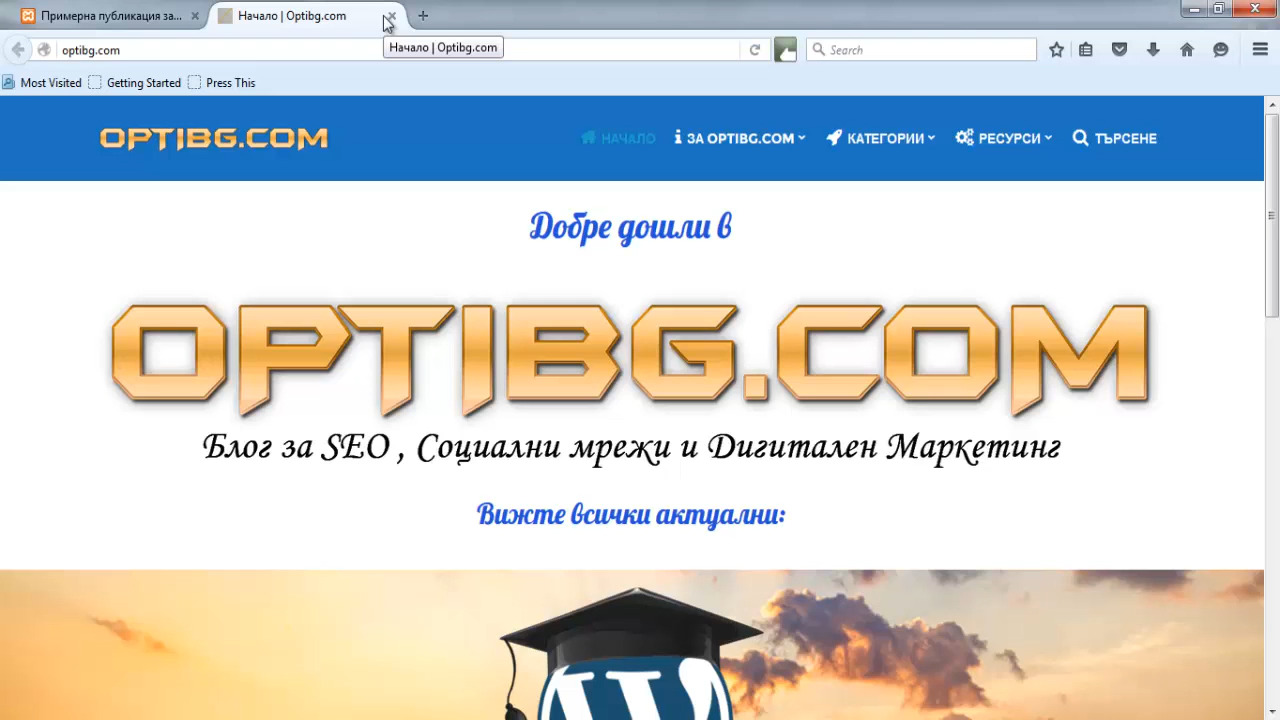 Примерна публикация за...
Начало | Optibg.com
optibg.com
Начало | Optibg.com
Search
Most Visited
Getting Started
Press This
OPTIBG.COM
НАЧАЛО
ЗА OPTIBG.COM
КАТЕГОРИИ
РЕСУРСИ
ТЪРСЕНЕ
Добре дошли в
OPTIBG.COM
Блог за SEO , Социални мрежи и Дигитален Маркетинг
Вижте всички актуални: